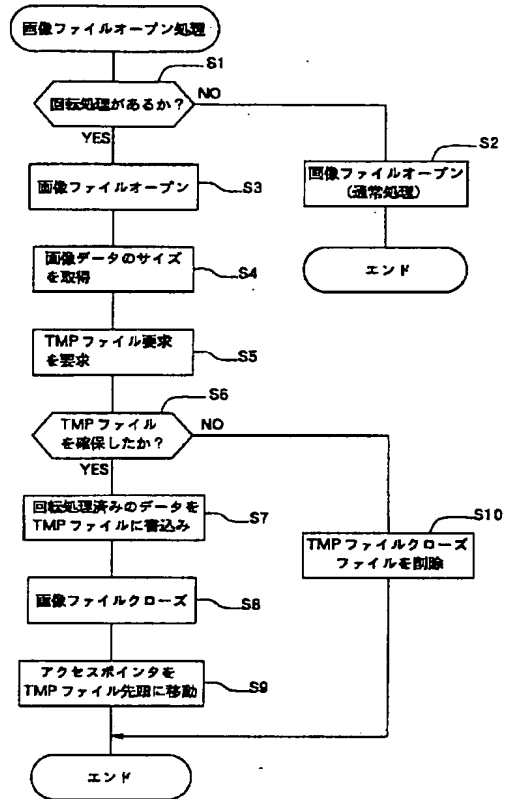 画像ファイルオープン処理
S1
回転処理があるか?
NO
YES
S2
画像ファイルオープン
(通常処理)
画像ファイルオープン
S3
エンド
画像データのサイズ
を取得
S4
TMPファイル要求
を要求
S5
S6
TMPファイル
を確保したか?
NO
YES
回転処理済みのデータを
TMPファイルに書込み
S7
S10
TMPファイルクローズ
ファイルを削除
画像ファイルクローズ
S8
アクセスポインタを
TMPファイル先頭に移動
S9
エンド